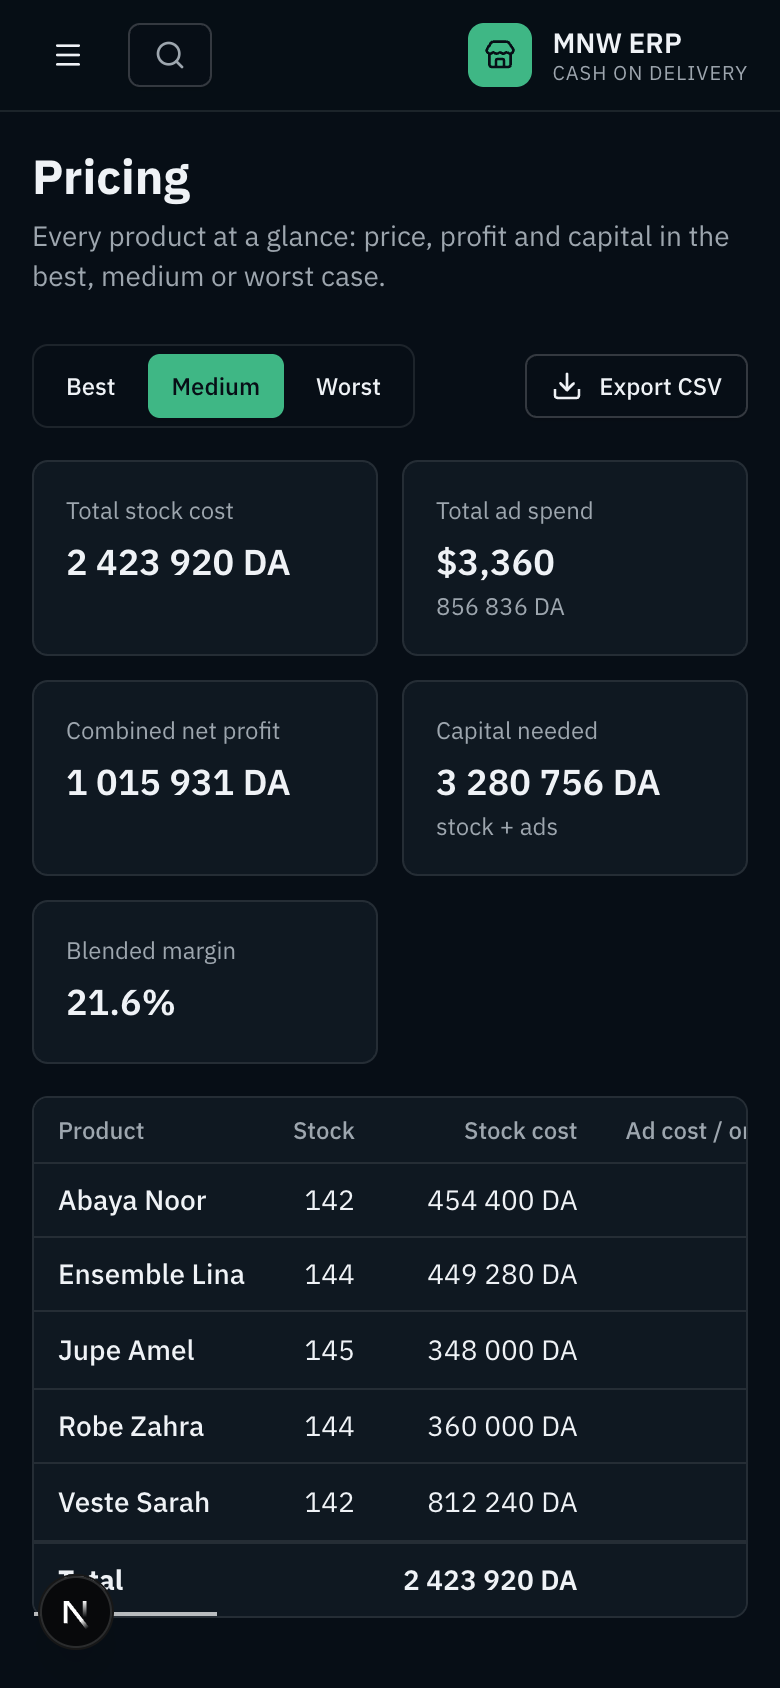 MNW ERP
CASH ON DELIVERY
Pricing
Every product at a glance: price, profit and capital in the
best, medium or worst case.
Best Medium Worst Export CSV
Total stock cost
2 423 920 DA
Total ad spend
$3,360
856 836 DA
Combined net profit
1 015 931 DA
Capital needed
3 280 756 DA
stock + ads
Blended margin
21.6%
Product Stock Stock cost Ad cost /
Abaya Noor 142 454 400 DA
Ensemble Lina 144 449 280 DA
Jupe Amel 145 348 000 DA
Robe Zahra 144 360 000 DA
Veste Sarah 142 812 240 DA
Total 2 423 920 DA
N